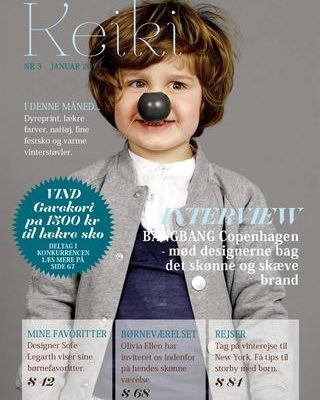 Keiki
NR 3 - JANUAR
I DENNE MÅNED...
Dyreprint, lækre
farver, nattøj, fine
festsko og varme
vinterstøvler.
VIND
Gavekort
på 1500 kr
til lækre sko
DELTAG I
KONKURRENCEN
LÆS MERE PÅ
SIDE 67
INTERVIEW
BANGBANG Copenhagen
- mød designerne bag
det skønne og skæve
brand
MINE FAVORITTER
Designer Sofe
Legarth viser sine
børnefavoritter.
S 42
BØRNEVÆRELSET
Olivia Ellen har
inviteret os indenfor
på hendes skønne
værelse.
S 68
REJSER
Tag på vinterrejse til
New York. Få tips til
storby med børn.
S 84